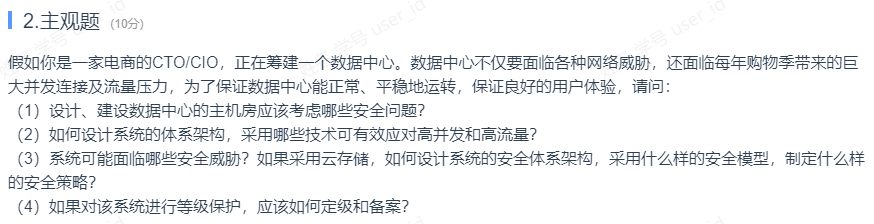 2.主观题 (10分)
假如你是一家电商的CTO/CIO，正在筹建一个数据中心。数据中心不仅要面临各种网络威胁，还面临每年购物季带来的巨
大并发连接及流量压力，为了保证数据中心能正常、平稳地运转，保证良好的用户体验，请问：
（1）设计、建设数据中心的主机房应该考虑哪些安全问题？
（2）如何设计系统的体系架构，采用哪些技术可有效应对高并发和高流量？
（3）系统可能面临哪些安全威胁？如果采用云存储，如何设计系统的安全体系架构，采用什么样的安全模型，制定什么样
的安全策略？
（4）如果对该系统进行等级保护，应该如何定级和备案？